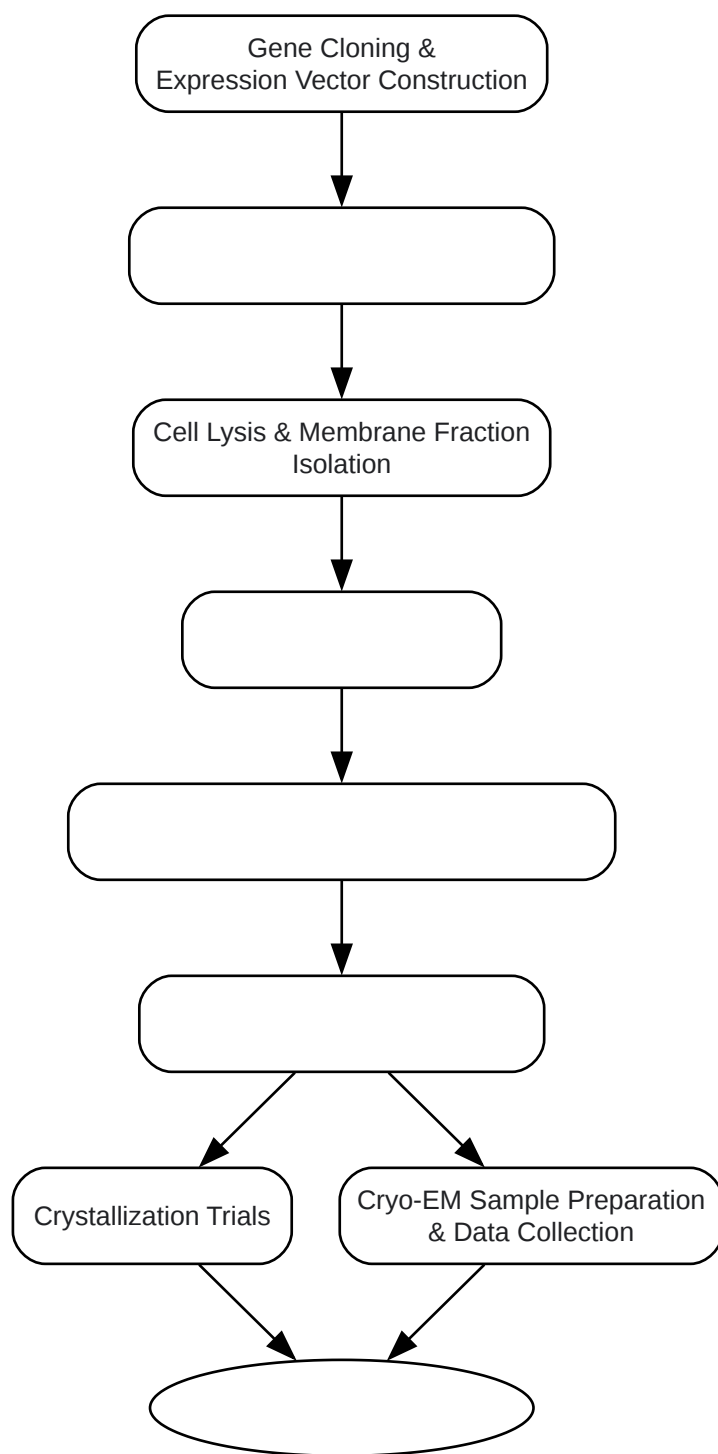 Gene Cloning &
Expression Vector Construction
Cell Lysis & Membrane Fraction
Isolation
Crystallization Trials
Cryo-EM Sample Preparation
& Data Collection